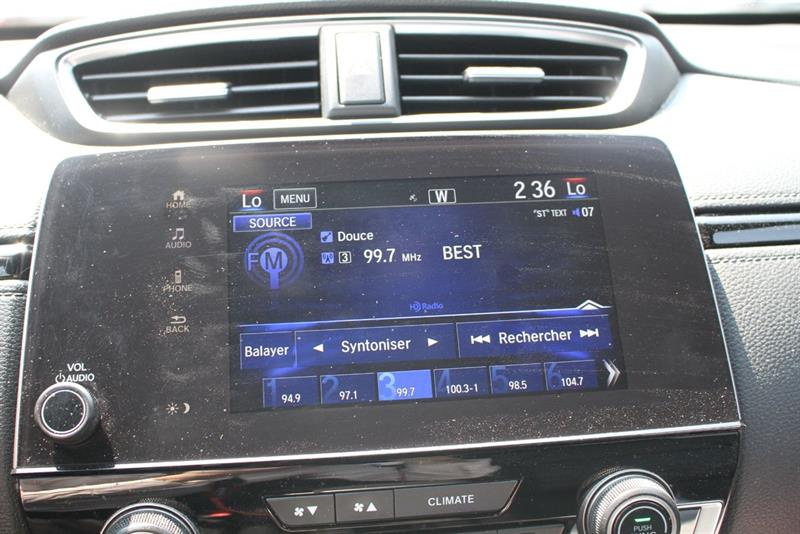 Lo MENU W 2 36 Lo
SOURCE "ST" TEXT 07
Douce
FM 3 99.7 MHz BEST
HD Radio
Balayer Syntoniser Rechercher
1 94.9 2 97.1 3 99.7 4 100.3-1 5 98.5 6 104.7
HOME
AUDIO
PHONE
BACK
VOL
AUDIO
CLIMATE
PUSH